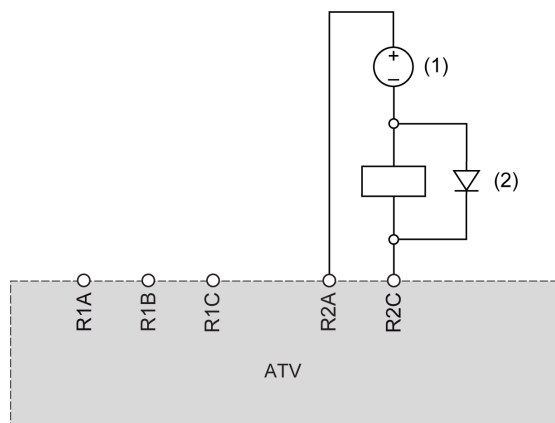 +
(1)
−
(2)
R1A
R1B
R1C
R2A
R2C
ATV